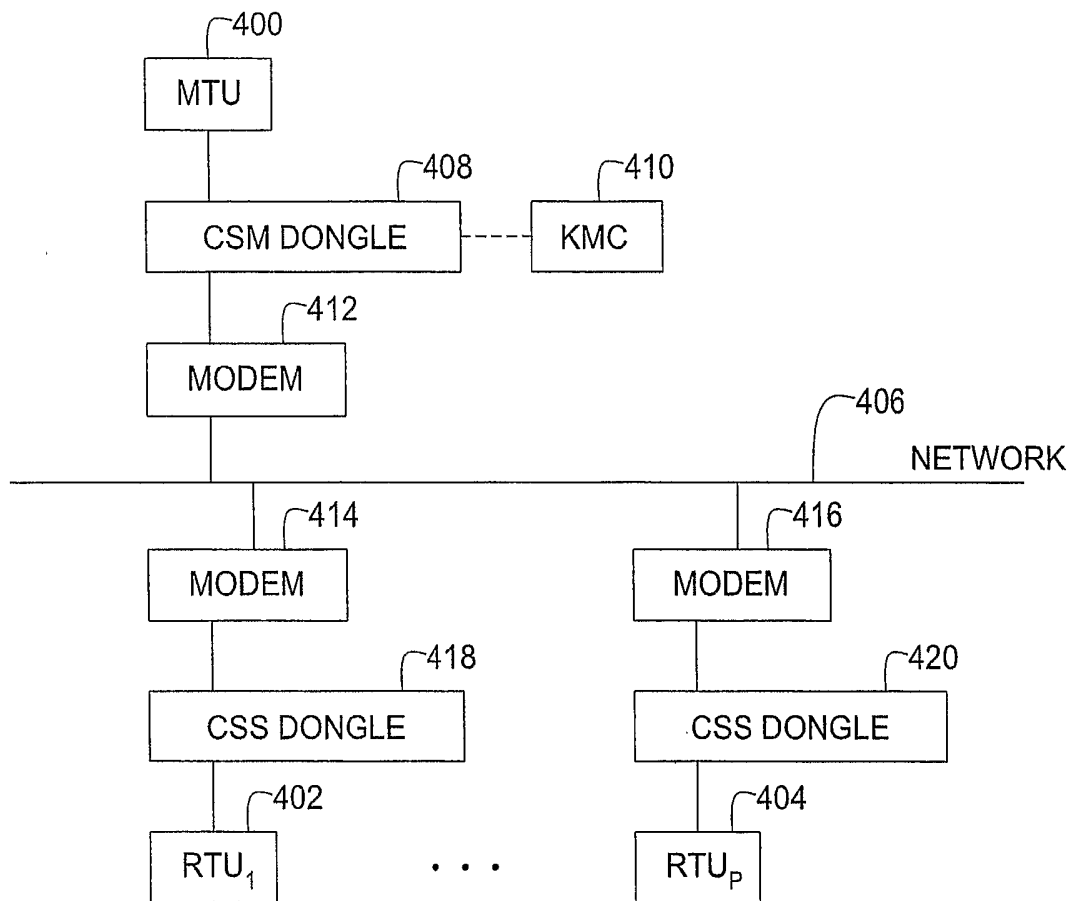 400
MTU
408
410
CSM DONGLE
KMC
412
MODEM
406
NETWORK
414
416
MODEM
MODEM
418
420
CSS DONGLE
CSS DONGLE
402
404
RTU₁
. . .
RTUₚ